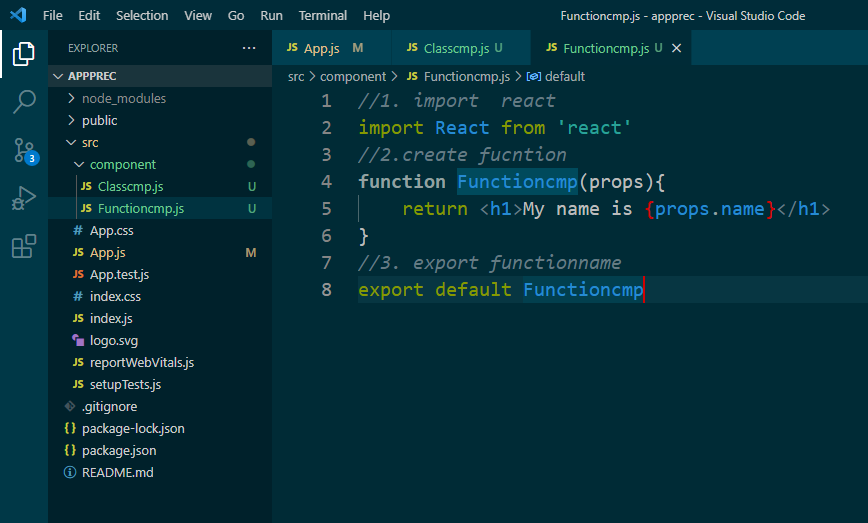 File Edit Selection View Go Run Terminal Help Functioncmp.js - appprec - Visual Studio Code
EXPLORER ...
JS App.js M JS Classcmp.js U JS Functioncmp.js U
APPPREC
src > component > JS Functioncmp.js > default
node_modules
public
src
component
JS Classcmp.js U
JS Functioncmp.js U
# App.css
JS App.js M
JS App.test.js
# index.css
JS index.js
logo.svg
JS reportWebVitals.js
JS setupTests.js
.gitignore
{} package-lock.json
{} package.json
README.md
3
1 //1. import  react
2 import React from 'react'
3 //2.create fucntion
4 function Functioncmp(props){
5     return <h1>My name is {props.name}</h1>
6 }
7 //3. export functionname
8 export default Functioncmp